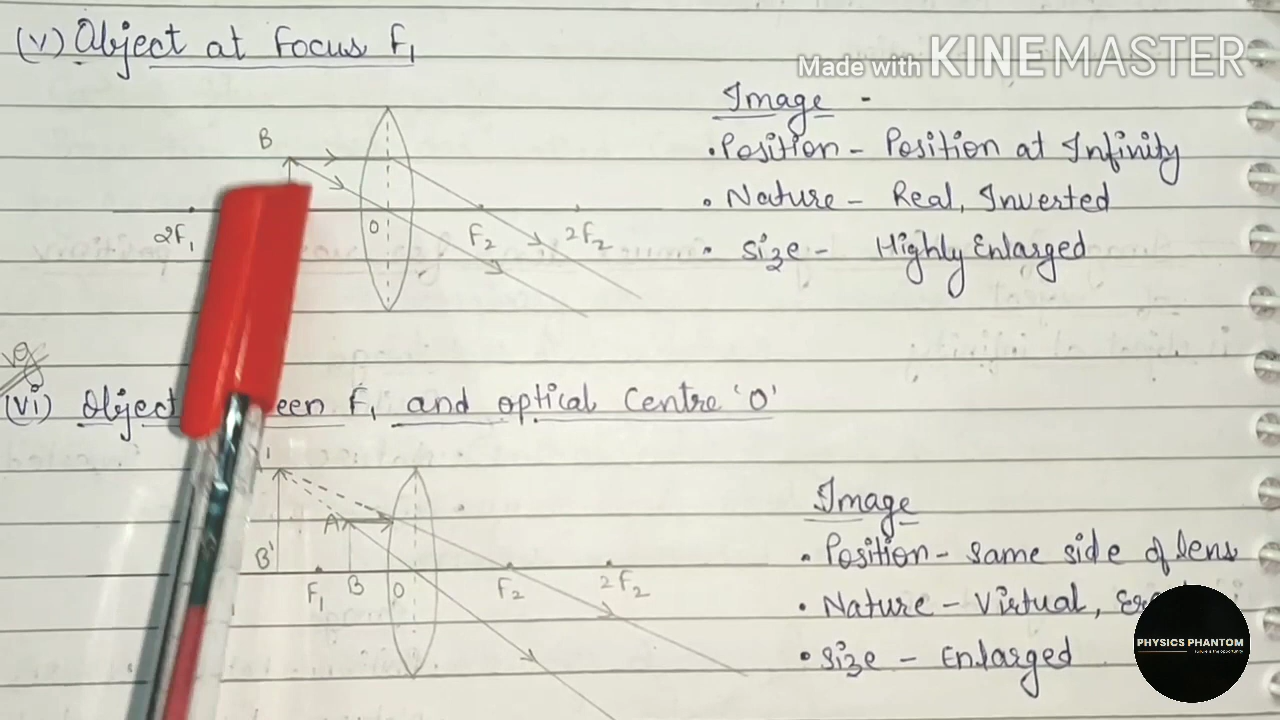 (V) Object at Focus F₁
Made with KINEMASTER
Image -
• Position - Position at Infinity
• Nature - Real, Inverted
• Size - Highly Enlarged
B
2F₁ O F₂ 2F₂
(vi) Object F₁ and optical Centre 'O'
A
B' F₁ B O F₂ 2F₂
Image
• Position - Same side of lens
• Nature - Virtual,
• Size - Enlarged
PHYSICS PHANTOM